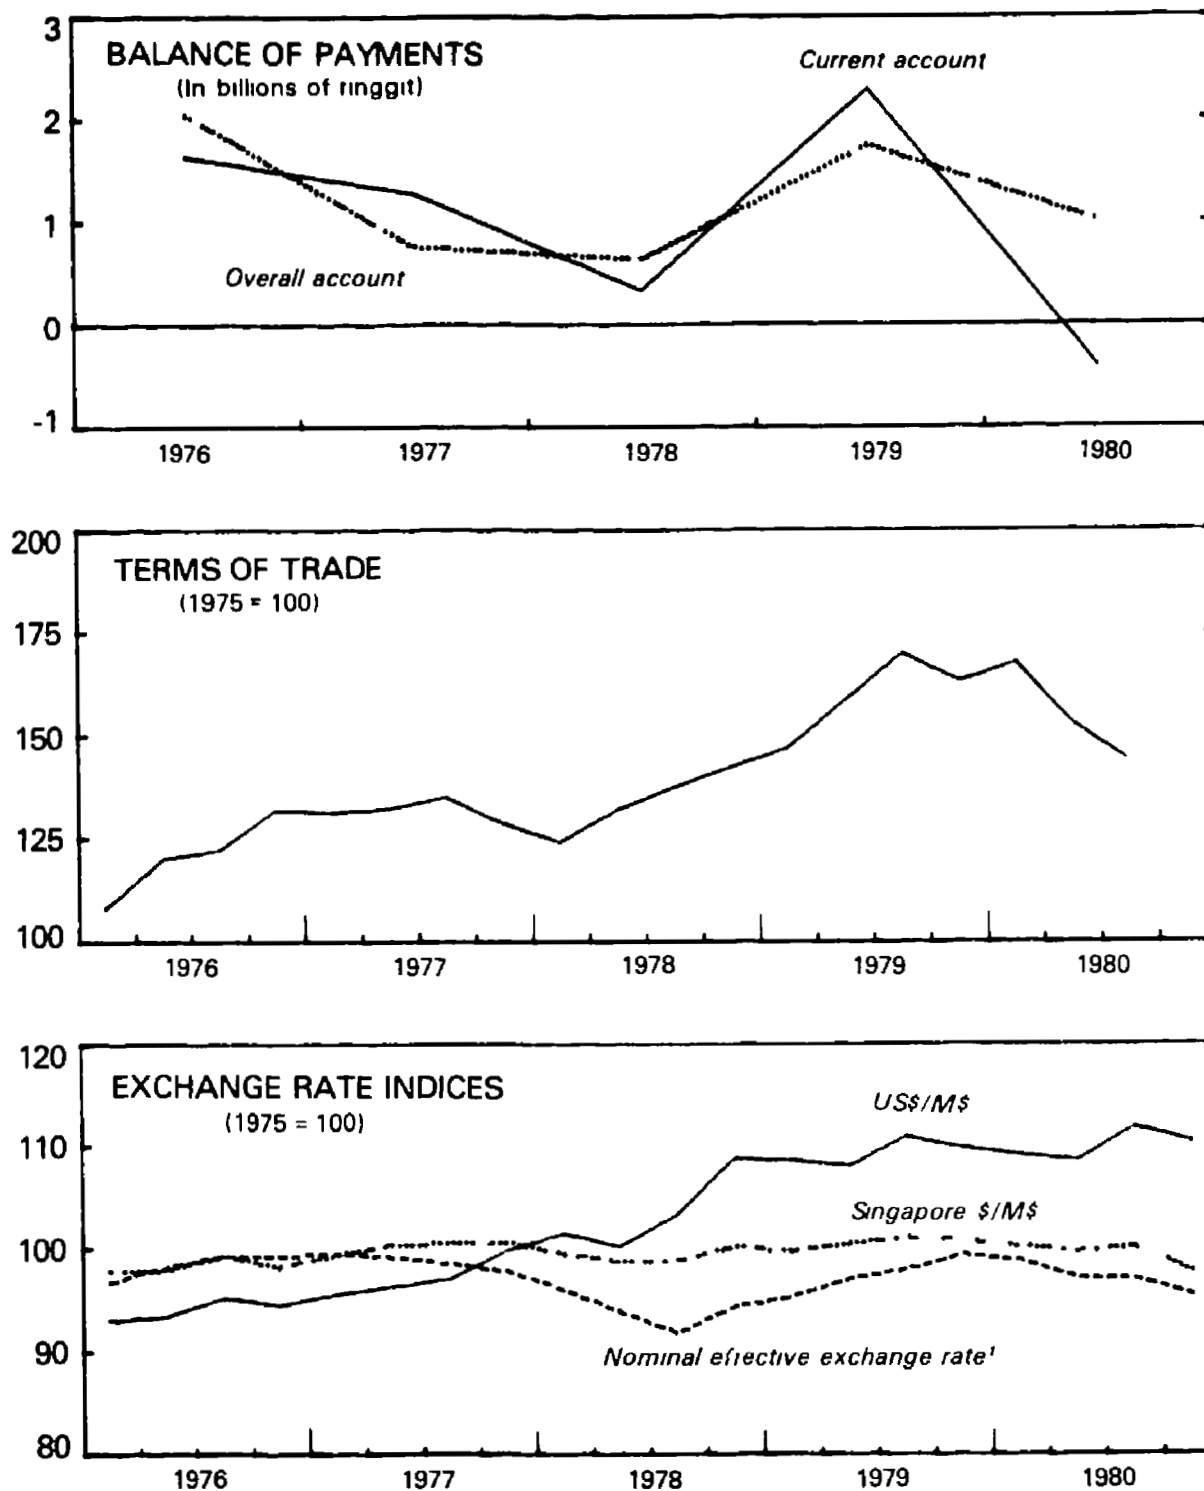 BALANCE OF PAYMENTS
(In billions of ringgit)
Current account
Overall account
3
2
1
0
-1
1976 1977 1978 1979 1980
TERMS OF TRADE
(1975 = 100)
200
175
150
125
100
1976 1977 1978 1979 1980
EXCHANGE RATE INDICES
(1975 = 100)
US$/M$
Singapore $/M$
Nominal effective exchange rate¹
120
110
100
90
80
1976 1977 1978 1979 1980